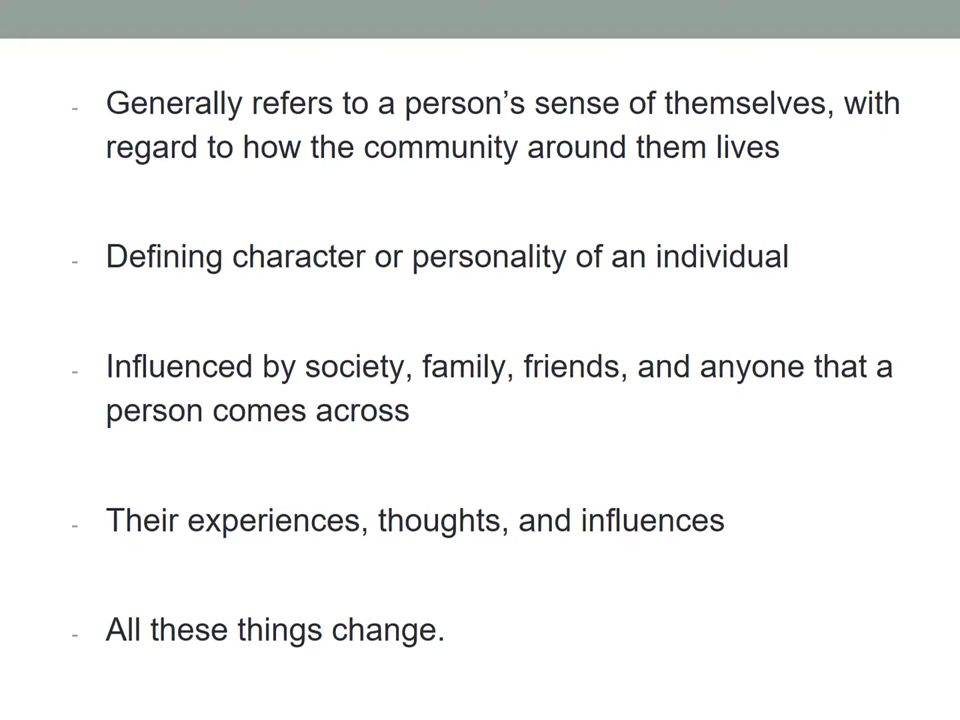 - Generally refers to a person's sense of themselves, with
regard to how the community around them lives
- Defining character or personality of an individual
- Influenced by society, family, friends, and anyone that a
person comes across
- Their experiences, thoughts, and influences
- All these things change.